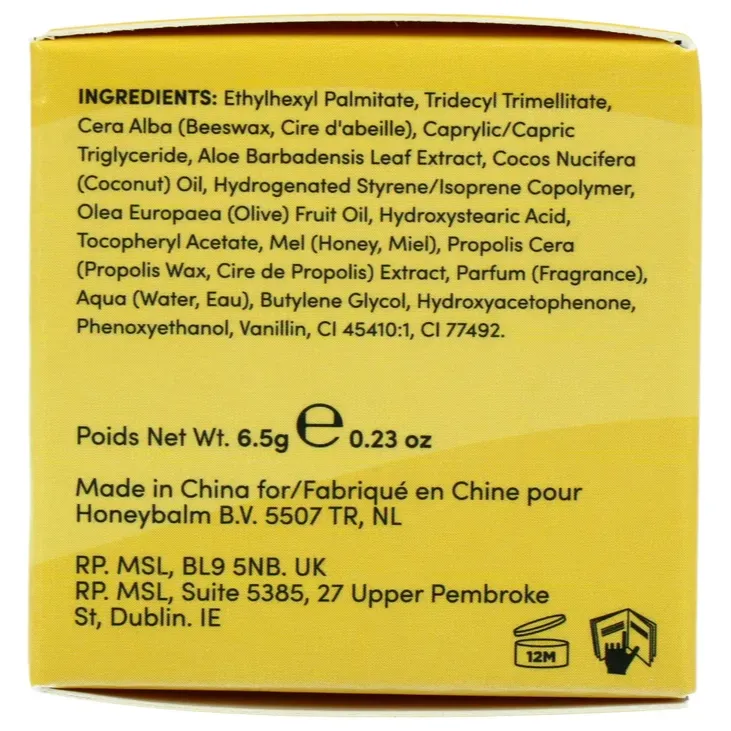 INGREDIENTS: Ethylhexyl Palmitate, Tridecyl Trimellitate,
Cera Alba (Beeswax, Cire d'abeille), Caprylic/Capric
Triglyceride, Aloe Barbadensis Leaf Extract, Cocos Nucifera
(Coconut) Oil, Hydrogenated Styrene/Isoprene Copolymer,
Olea Europaea (Olive) Fruit Oil, Hydroxystearic Acid,
Tocopheryl Acetate, Mel (Honey, Miel), Propolis Cera
(Propolis Wax, Cire de Propolis) Extract, Parfum (Fragrance),
Aqua (Water, Eau), Butylene Glycol, Hydroxyacetophenone,
Phenoxyethanol, Vanillin, CI 45410:1, CI 77492.
Poids Net Wt. 6.5g ℮ 0.23 oz
Made in China for/Fabriqué en Chine pour
Honeybalm B.V. 5507 TR, NL
RP. MSL, BL9 5NB. UK
RP. MSL, Suite 5385, 27 Upper Pembroke
St, Dublin. IE
12M